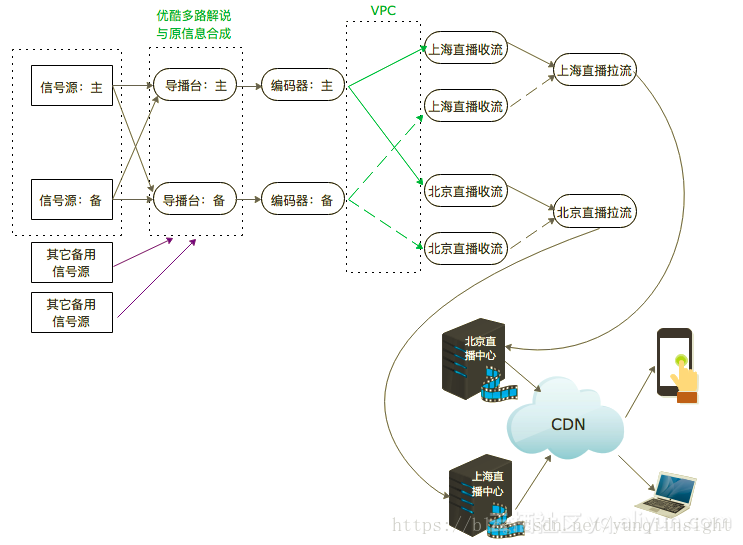 优酷多路解说
与原信息合成
VPC
信号源：主
导播台：主
编码器：主
上海直播收流
上海直播拉流
上海直播收流
信号源：备
导播台：备
编码器：备
北京直播收流
北京直播拉流
北京直播收流
其它备用
信号源
其它备用
信号源
北京直
播中心
CDN
上海直
播中心